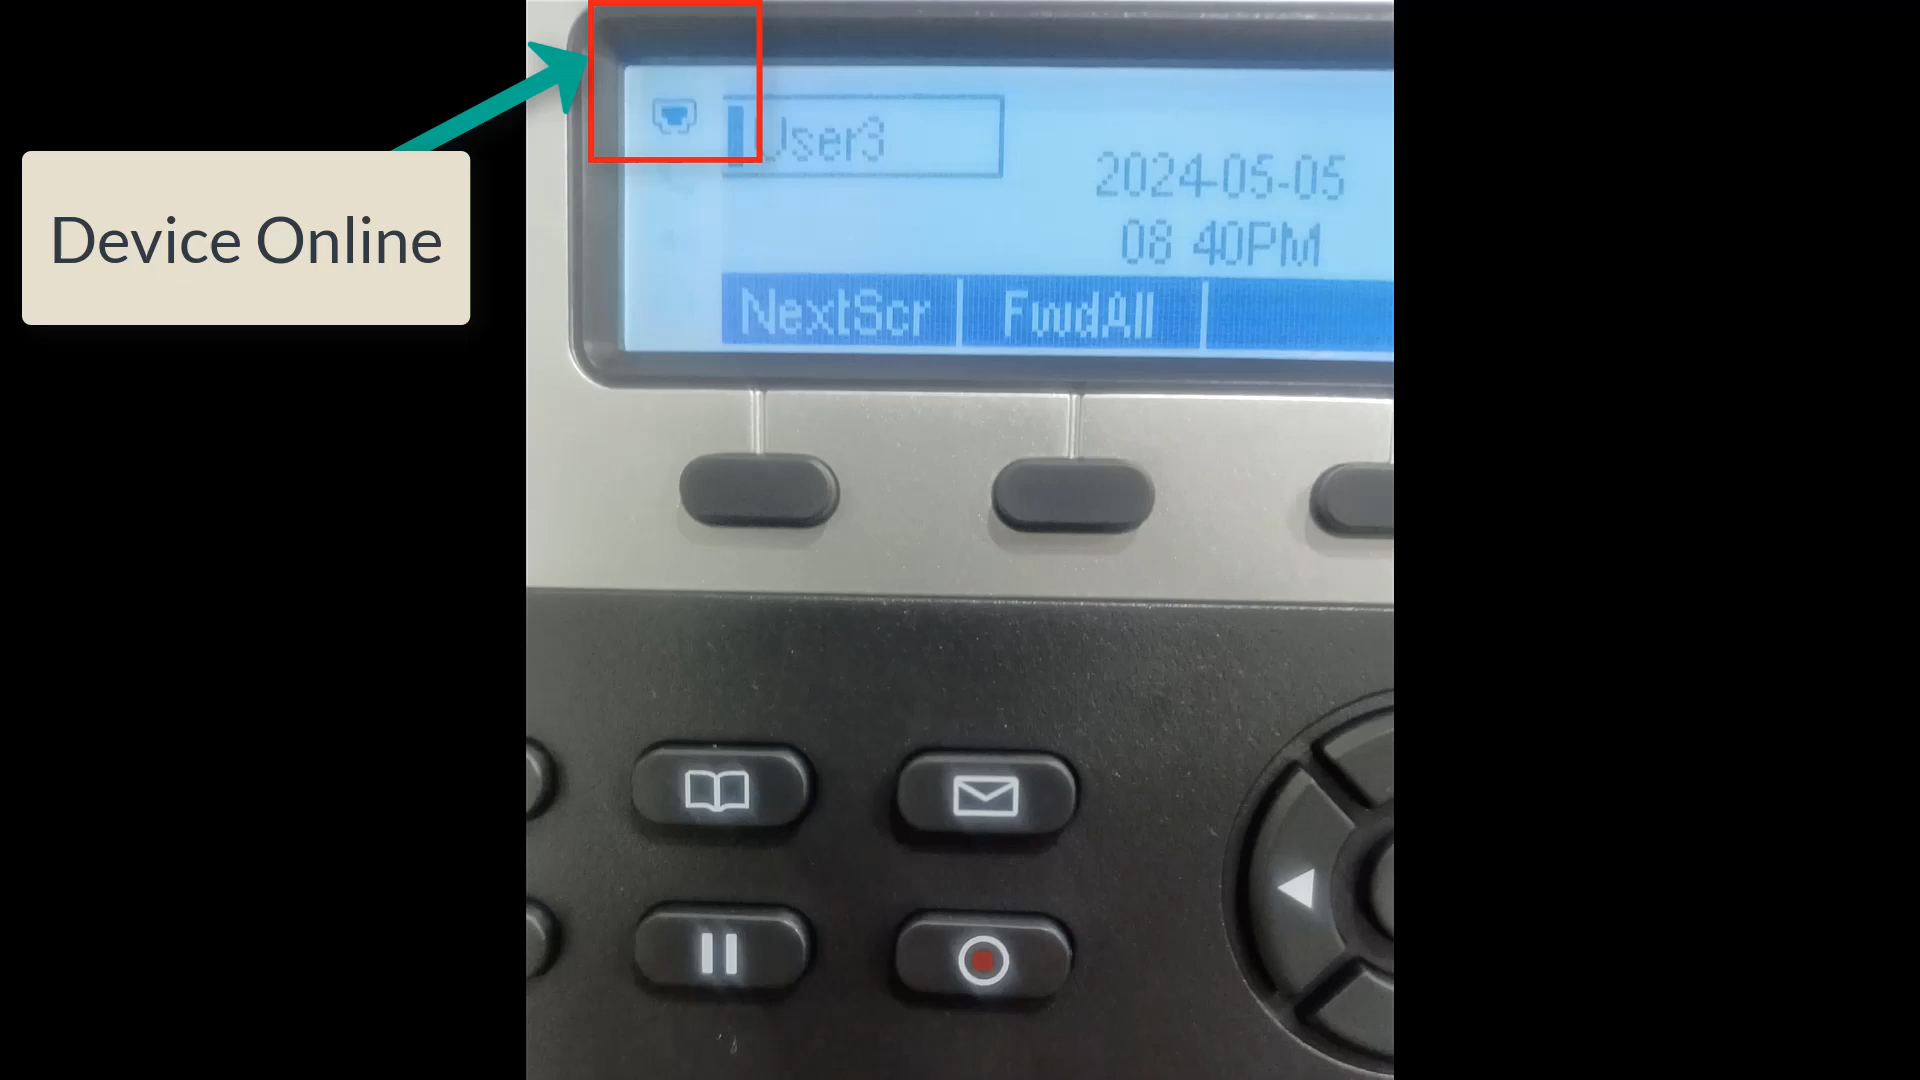 Device Online
User3
2024-05-05
08 40PM
NextScr
FwdAll